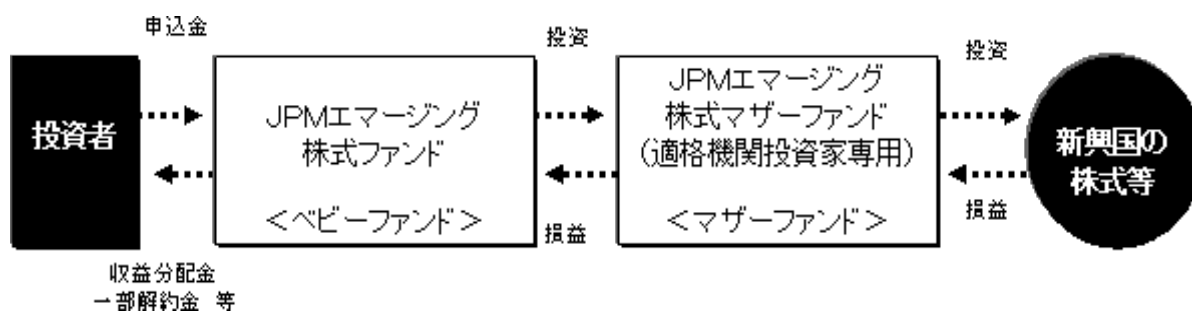 申込金
投資
投資
投資者
JPMエマージング
株式ファンド
<ベビーファンド>
JPMエマージング
株式マザーファンド
(適格機関投資家専用)
<マザーファンド>
新興国の
株式等
損益
損益
収益分配金
一部解約金 等